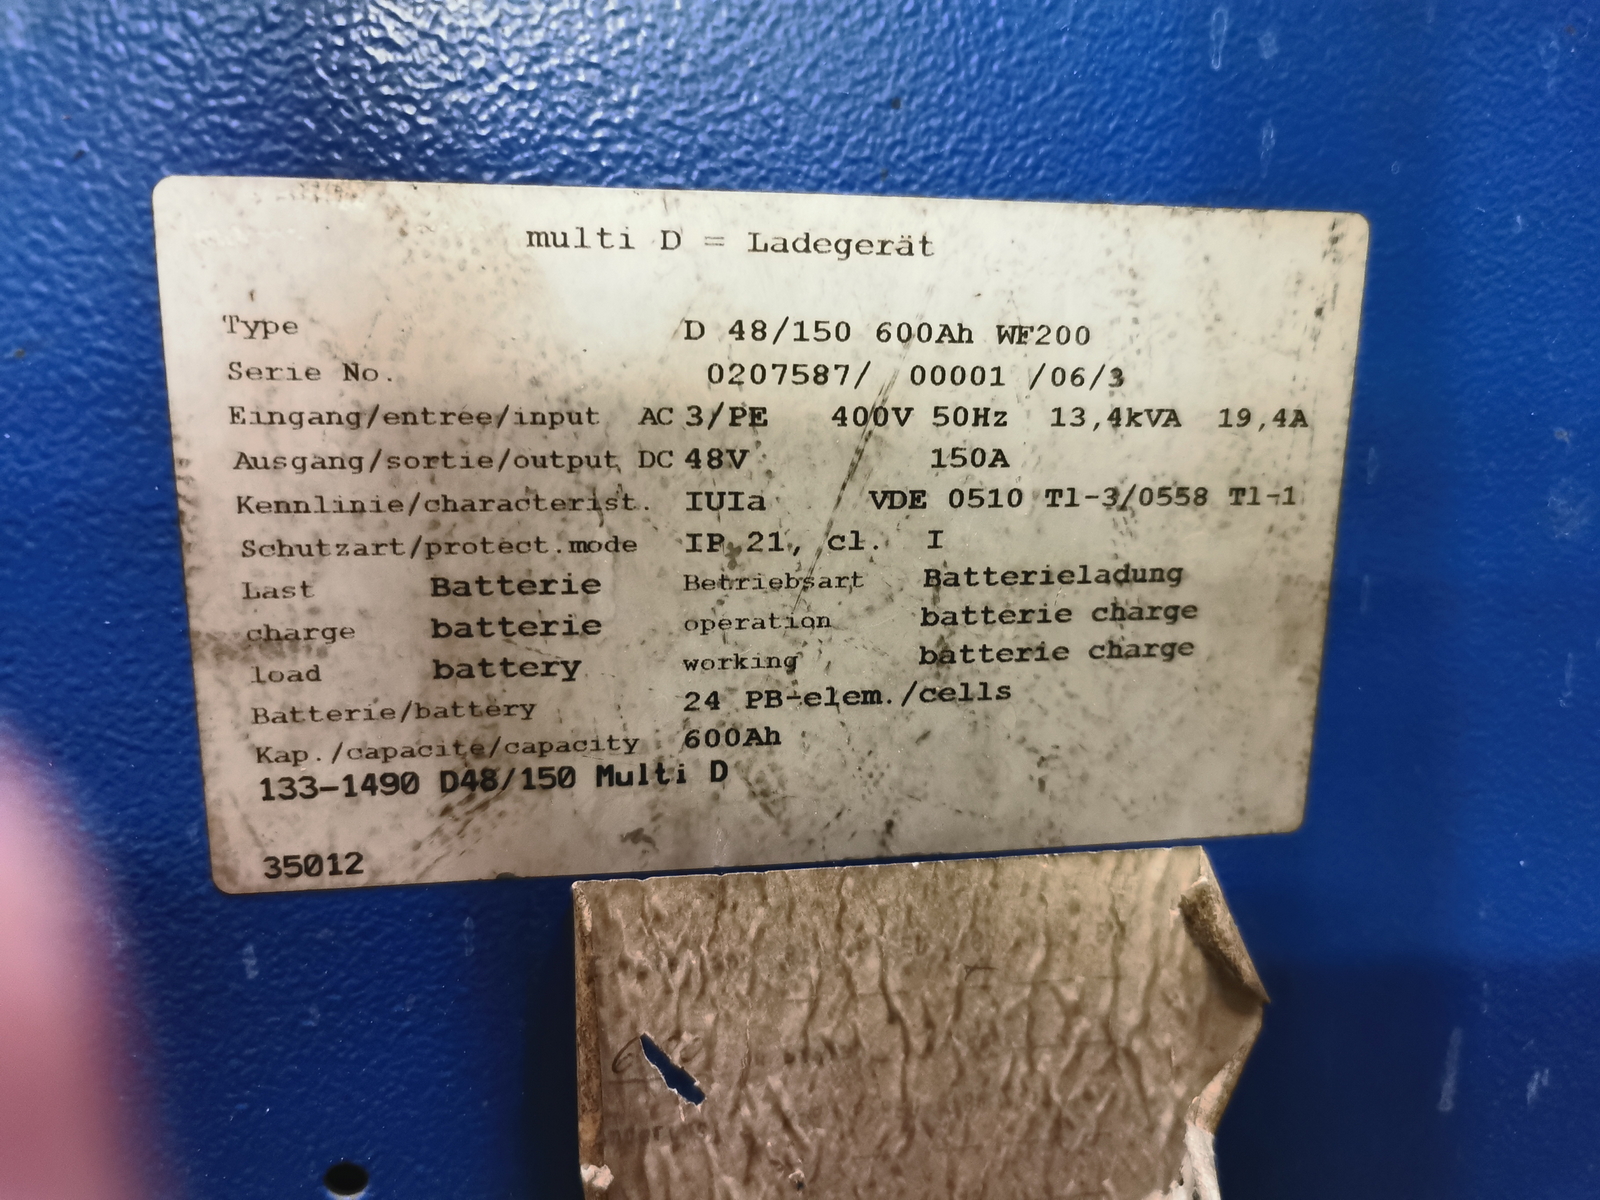 multi D = Ladegerät
Type D 48/150 600Ah WF200
Serie No. 0207587/ 00001 /06/3
Eingang/entree/input AC 3/PE 400V 50Hz 13,4kVA 19,4A
Ausgang/sortie/output DC 48V 150A
Kennlinie/characterist. IUIa VDE 0510 Tl-3/0558 Tl-1
Schutzart/protect.mode IP 21, cl. I
Last Batterie Betriebsart Batterieladung
charge batterie operation batterie charge
load battery working batterie charge
Batterie/battery 24 PB-elem./cells
Kap./capacite/capacity 600Ah
133-1490 D48/150 Multi D
35012